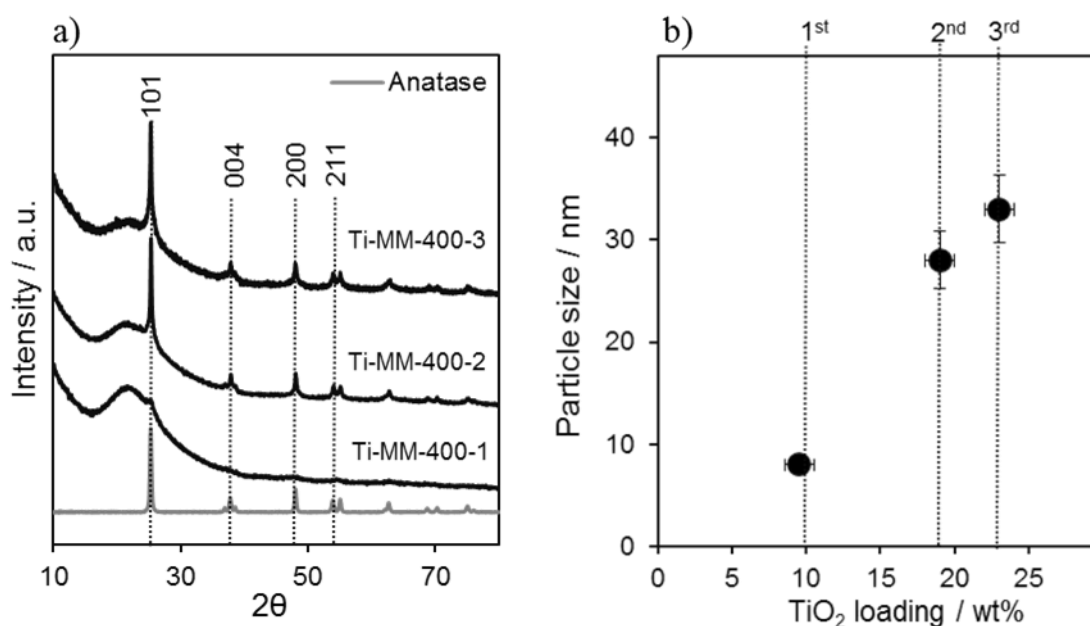 a)
Anatase
101
004
200
211
Ti-MM-400-3
Ti-MM-400-2
Ti-MM-400-1
Intensity / a.u.
10 30 50 70
2θ
b)
1st 2nd 3rd
40
30
20
10
0
Particle size / nm
0 5 10 15 20 25
TiO₂ loading / wt%